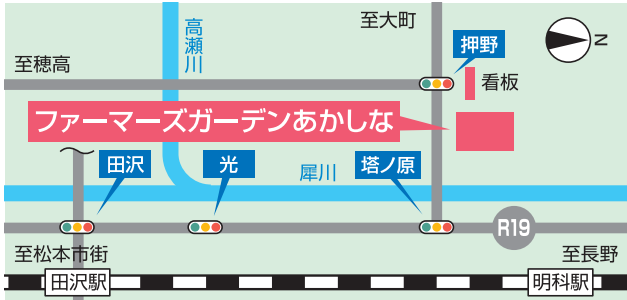 至大町
高瀬川
押野
N
至穂高
看板
ファーマーズガーデンあかしな
田沢
光
犀川
塔ノ原
R19
至松本市街
至長野
田沢駅
明科駅